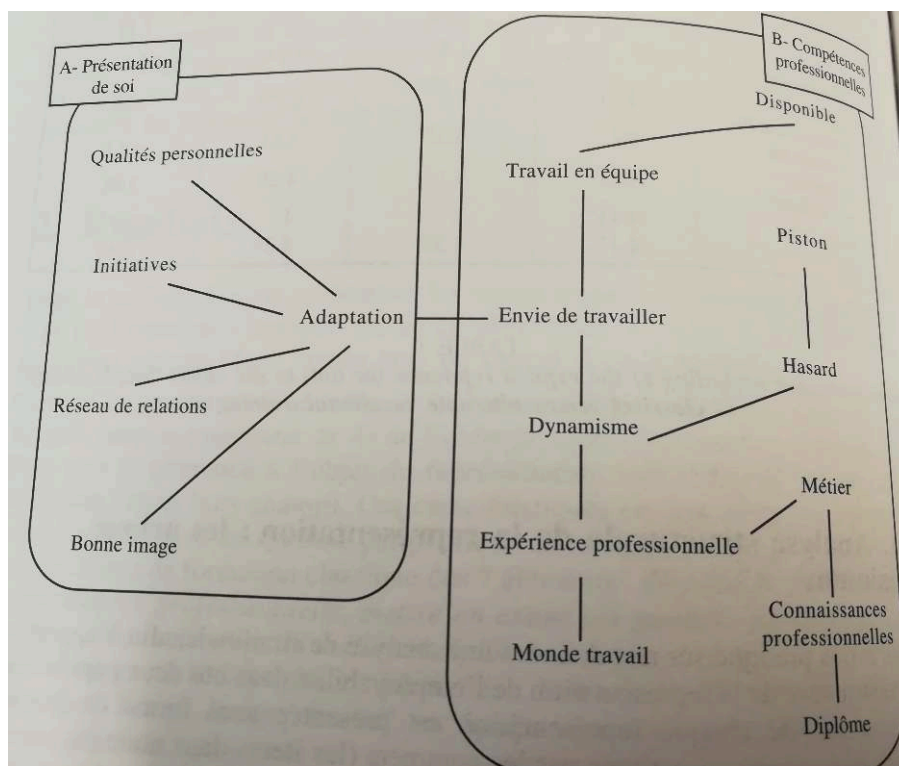 A- Présentation
de soi
Qualités personnelles
Initiatives
Adaptation
Réseau de relations
Bonne image
B- Compétences
professionnelles
Disponible
Travail en équipe
Piston
Envie de travailler
Hasard
Dynamisme
Métier
Expérience professionnelle
Connaissances
professionnelles
Monde travail
Diplôme